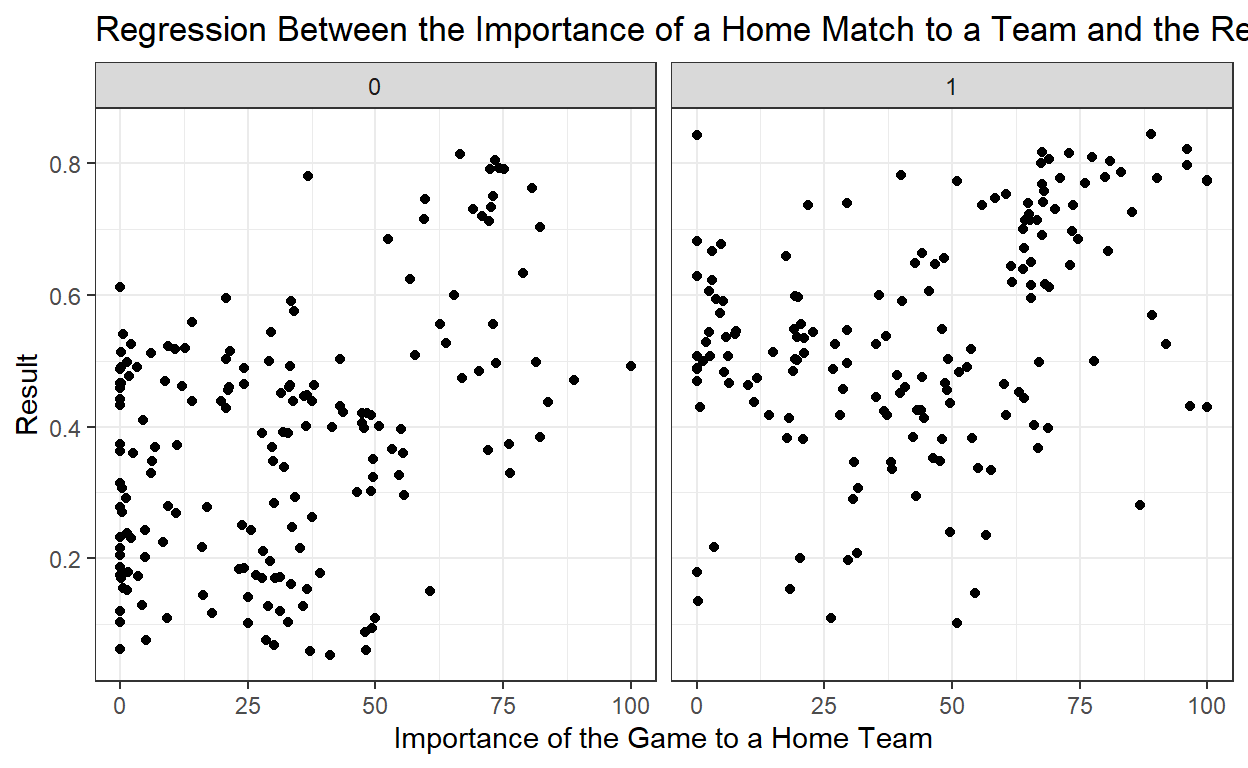 Regression Between the Importance of a Home Match to a Team and the Re
0 1
Result
0.8
0.6
0.4
0.2
0 25 50 75 100 0 25 50 75 100
Importance of the Game to a Home Team